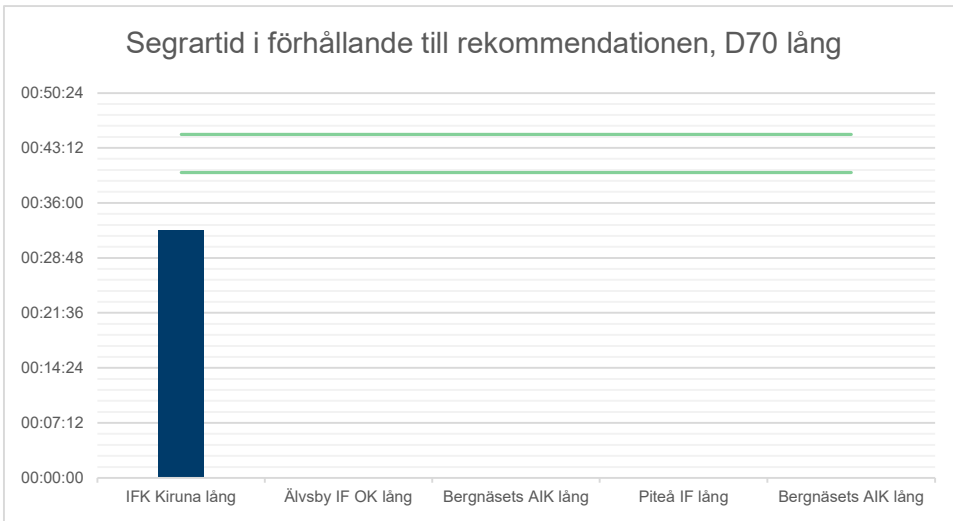 Segrartid i förhållande till rekommendationen, D70 lång
00:50:24
00:43:12
00:36:00
00:28:48
00:21:36
00:14:24
00:07:12
00:00:00
IFK Kiruna lång
Älvsby IF OK lång
Bergnäsets AIK lång
Piteå IF lång
Bergnäsets AIK lång